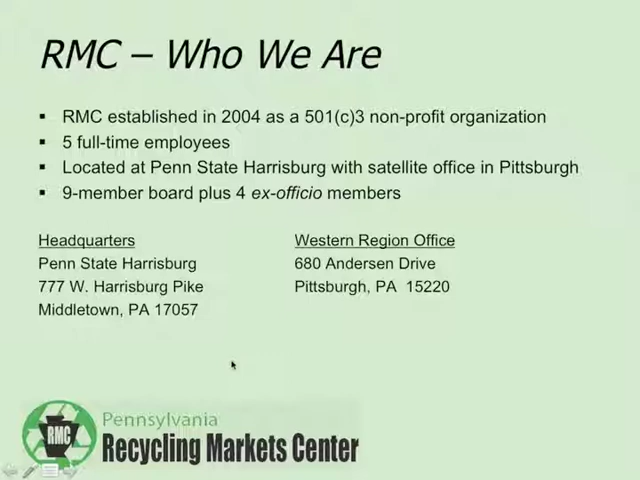 RMC – Who We Are
▪ RMC established in 2004 as a 501(c)3 non-profit organization
▪ 5 full-time employees
▪ Located at Penn State Harrisburg with satellite office in Pittsburgh
▪ 9-member board plus 4 ex-officio members
Headquarters
Penn State Harrisburg
777 W. Harrisburg Pike
Middletown, PA 17057
Western Region Office
680 Andersen Drive
Pittsburgh, PA 15220
RMC
Pennsylvania
Recycling Markets Center